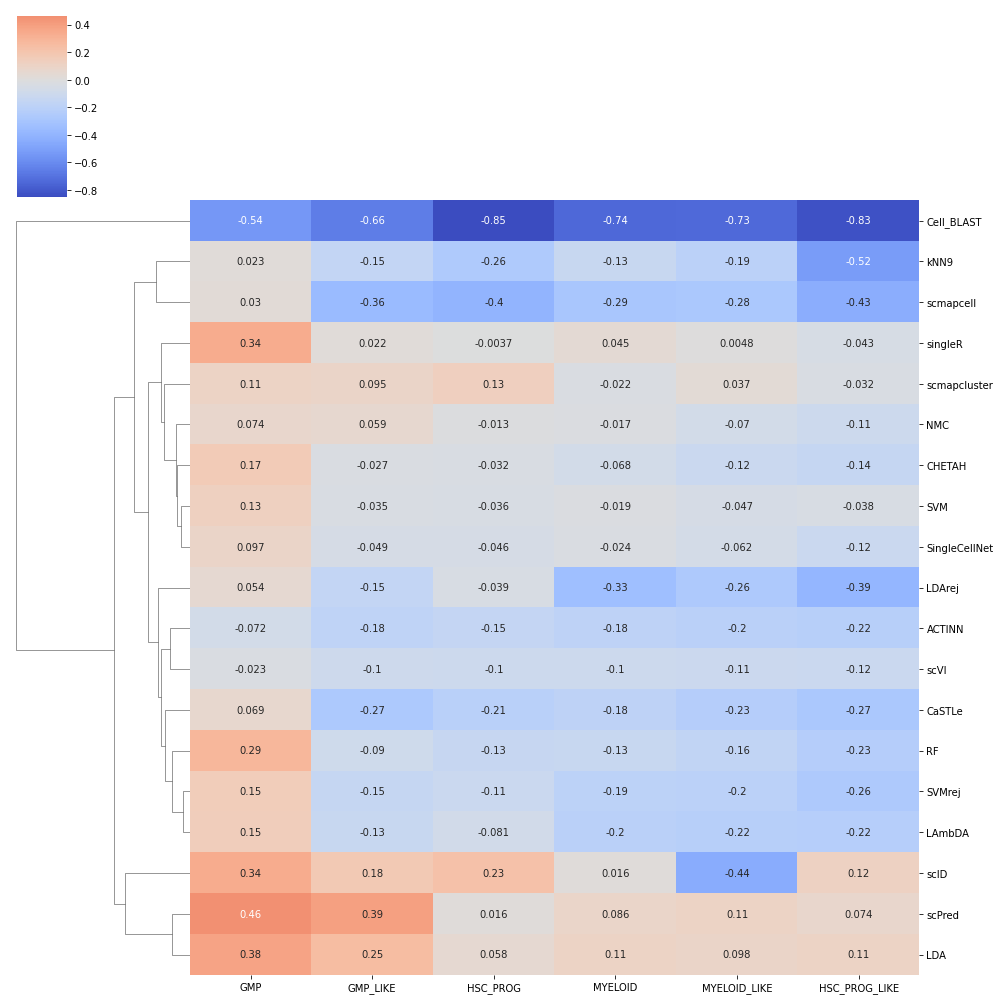 0.4
0.2
0.0
−0.2
−0.4
−0.6
−0.8
-0.54 -0.66 -0.85 -0.74 -0.73 -0.83 Cell_BLAST
0.023 -0.15 -0.26 -0.13 -0.19 -0.52 kNN9
0.03 -0.36 -0.4 -0.29 -0.28 -0.43 scmapcell
0.34 0.022 -0.0037 0.045 0.0048 -0.043 singleR
0.11 0.095 0.13 -0.022 0.037 -0.032 scmapcluster
0.074 0.059 -0.013 -0.017 -0.07 -0.11 NMC
0.17 -0.027 -0.032 -0.068 -0.12 -0.14 CHETAH
0.13 -0.035 -0.036 -0.019 -0.047 -0.038 SVM
0.097 -0.049 -0.046 -0.024 -0.062 -0.12 SingleCellNet
0.054 -0.15 -0.039 -0.33 -0.26 -0.39 LDArej
-0.072 -0.18 -0.15 -0.18 -0.2 -0.22 ACTINN
-0.023 -0.1 -0.1 -0.1 -0.11 -0.12 scVI
0.069 -0.27 -0.21 -0.18 -0.23 -0.27 CaSTLe
0.29 -0.09 -0.13 -0.13 -0.16 -0.23 RF
0.15 -0.15 -0.11 -0.19 -0.2 -0.26 SVMrej
0.15 -0.13 -0.081 -0.2 -0.22 -0.22 LAmbDA
0.34 0.18 0.23 0.016 -0.44 0.12 scID
0.46 0.39 0.016 0.086 0.11 0.074 scPred
0.38 0.25 0.058 0.11 0.098 0.11 LDA
GMP GMP_LIKE HSC_PROG MYELOID MYELOID_LIKE HSC_PROG_LIKE